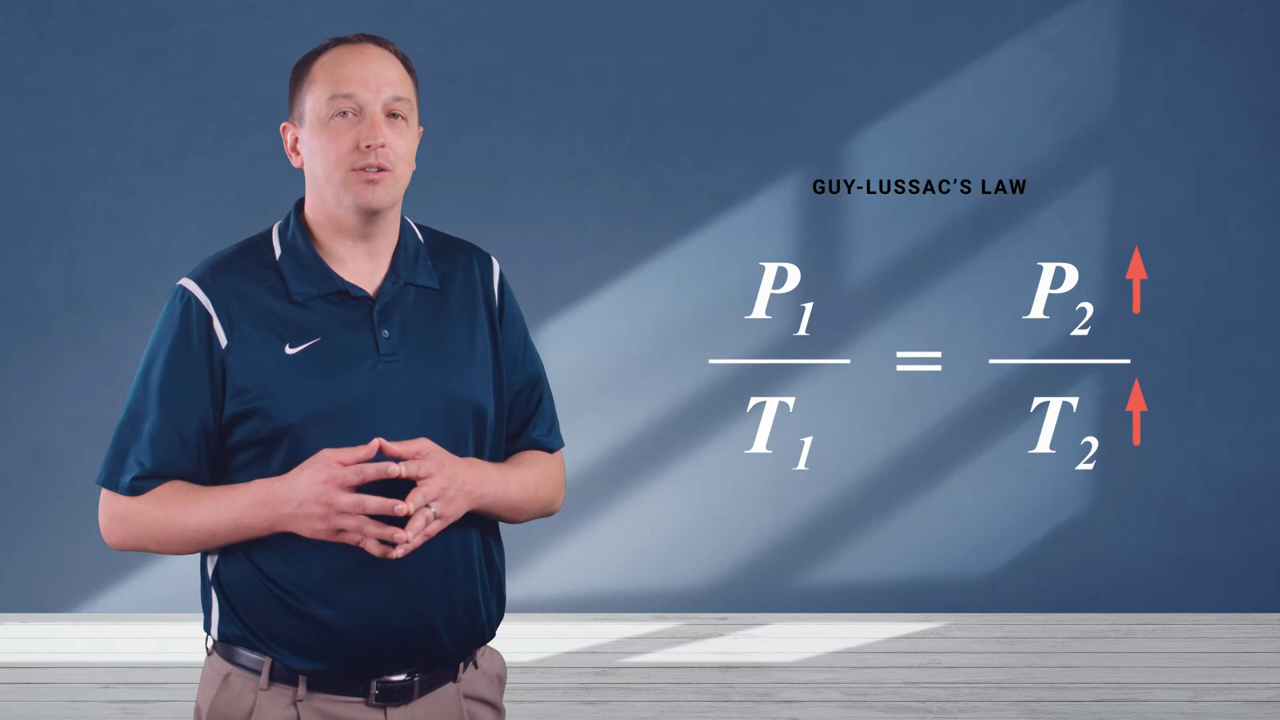 GUY-LUSSAC'S LAW
P₁ = P₂
T₁ T₂